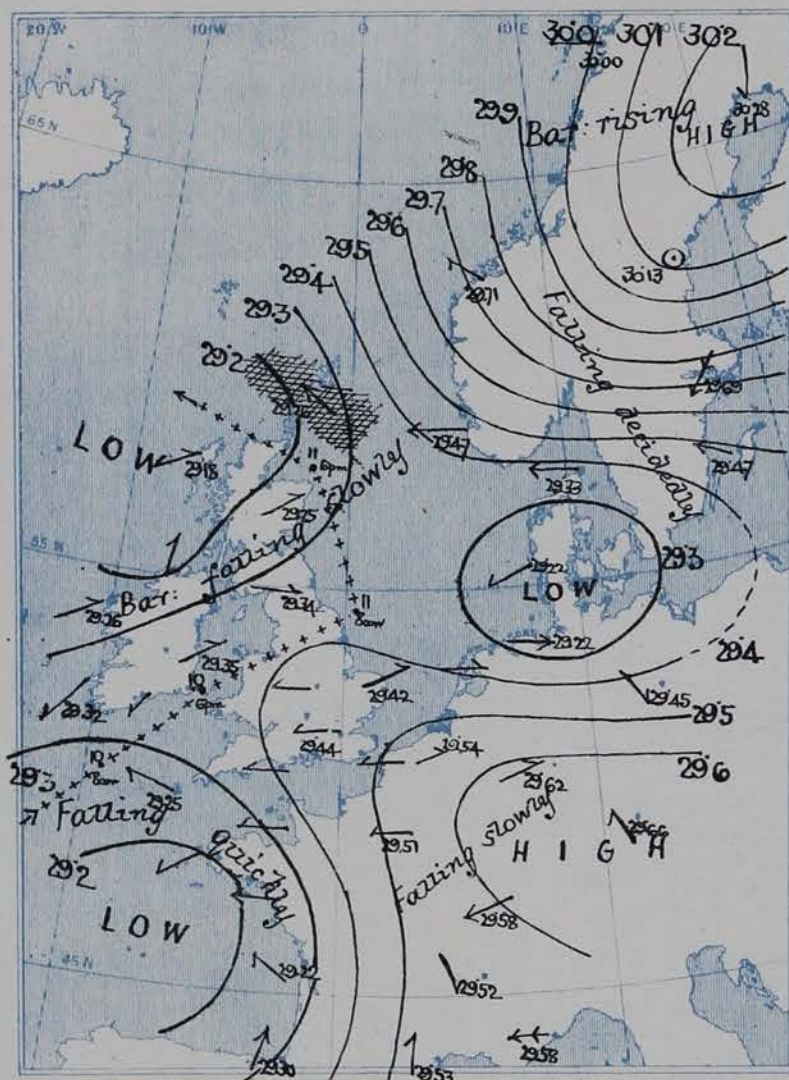 20 W 10 W 0 10 E 30·0 30·1 0 E 30·2
30·00
65 N
29·9 Bar: rising 30·28
HIGH
29·8
29·7
29·6
29·5 30·13
29·4 29·71
29·3 Falling decidedly
29·2
29·69
LOW 29·18
29·47 29·47
11 6pm
29·33
29·25
55 N
Bar: falling slowly
29·22 29·3
LOW
11 8am
29·26 29·34
29·22
29·35 29·4
10 6pm 29·42 29·45
29·32
29·5
29·44 29·54
10 8am 29·6
29·3 29·62
Falling quickly 29·25
29·51 HIGH 29·66
Falling slowly
29·2
29·58
LOW
45 N 29·22
29·52
29·58
29·30 29·53